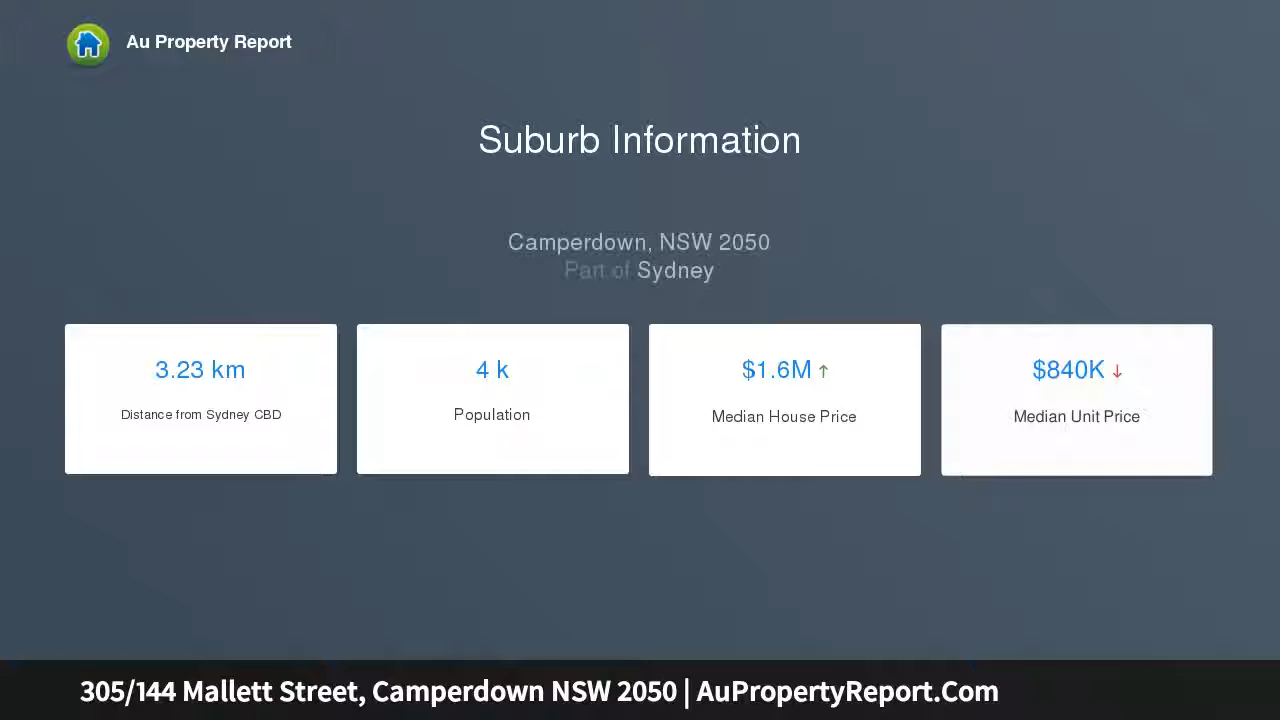 Au Property Report
Suburb Information
Camperdown, NSW 2050
Part of Sydney
3.23 km
Distance from Sydney CBD
4 k
Population
$1.6M ↑
Median House Price
$840K ↓
Median Unit Price
305/144 Mallett Street, Camperdown NSW 2050 | AuPropertyReport.Com